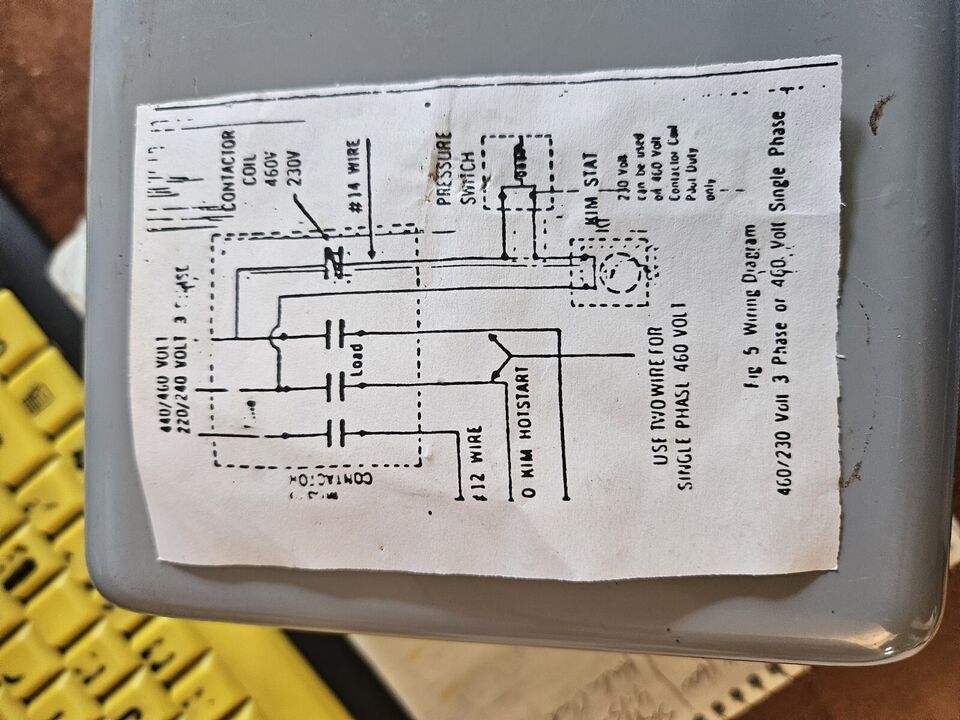 440/460 VOLT
220/240 VOLT 3
CONTACTOR
COIL
460V
230V
#14 WIRE
PRESSURE
SWITCH
KIM STAT
230 Volt
can be used
on 460 Volt
Contactor Coil
Pilot Duty
only
Load
#12 WIRE
O KIM HOTSTART
USE TWO WIRE FOR
SINGLE PHASE 460 VOLT
Fig 5 Wiring Diagram
460/230 Volt 3 Phase or 460 Volt Single Phase